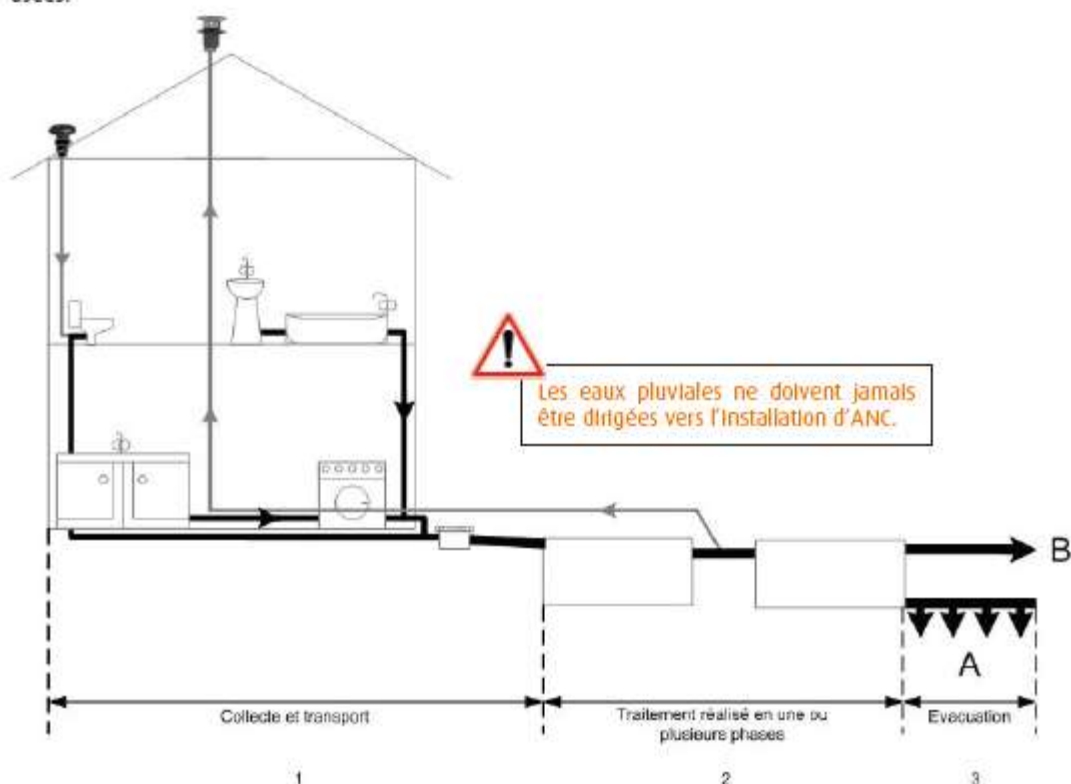 Les eaux pluviales ne doivent jamais
être dirigées vers l'installation d'ANC.
B
A
Collecte et transport
Traitement réalisé en une ou
plusieurs phases
Evacuation
1
2
3